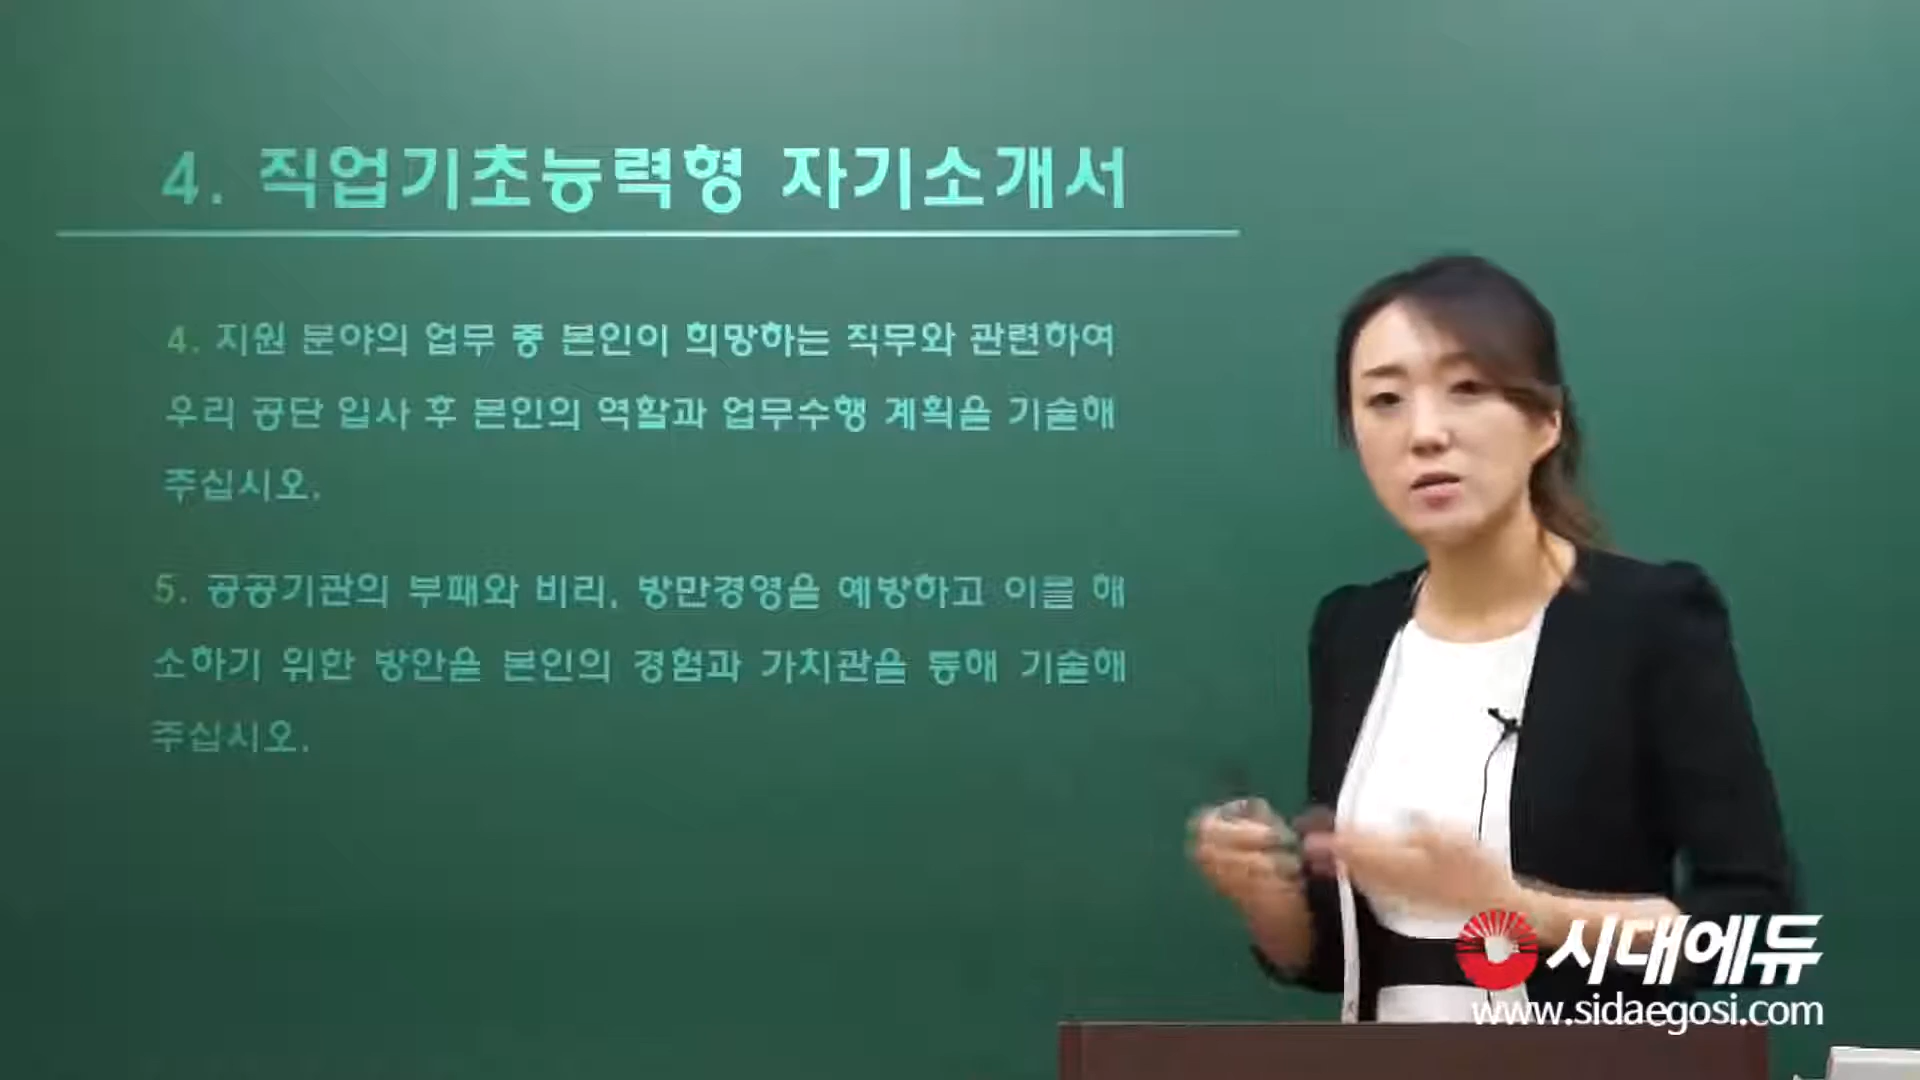 4. 직업기초능력형 자기소개서
4. 지원 분야의 업무 중 본인이 희망하는 직무와 관련하여
우리 공단 입사 후 본인의 역할과 업무수행 계획을 기술해
주십시오.
5. 공공기관의 부패와 비리, 방만경영을 예방하고 이를 해
소하기 위한 방안을 본인의 경험과 가치관을 통해 기술해
주십시오.
시대에듀
www.sidaegosi.com